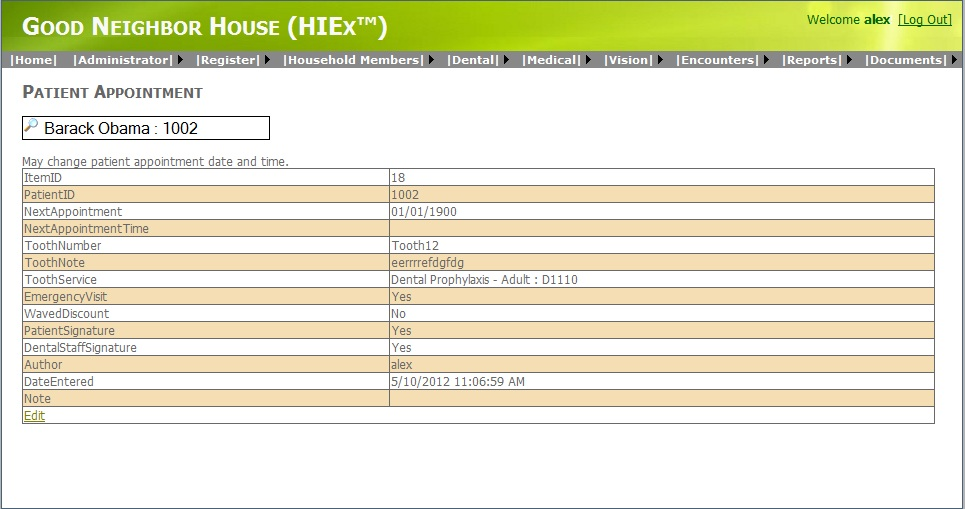 GOOD NEIGHBOR HOUSE (HIEX™)
Welcome alex [Log Out]
|Home| |Administrator| |Register| |Household Members| |Dental| |Medical| |Vision| |Encounters| |Reports| |Documents|
PATIENT APPOINTMENT
Barack Obama : 1002
May change patient appointment date and time.
ItemID 18
PatientID 1002
NextAppointment 01/01/1900
NextAppointmentTime
ToothNumber Tooth12
ToothNote eerrrrefdgfdg
ToothService Dental Prophylaxis - Adult : D1110
EmergencyVisit Yes
WavedDiscount No
PatientSignature Yes
DentalStaffSignature Yes
Author alex
DateEntered 5/10/2012 11:06:59 AM
Note
Edit